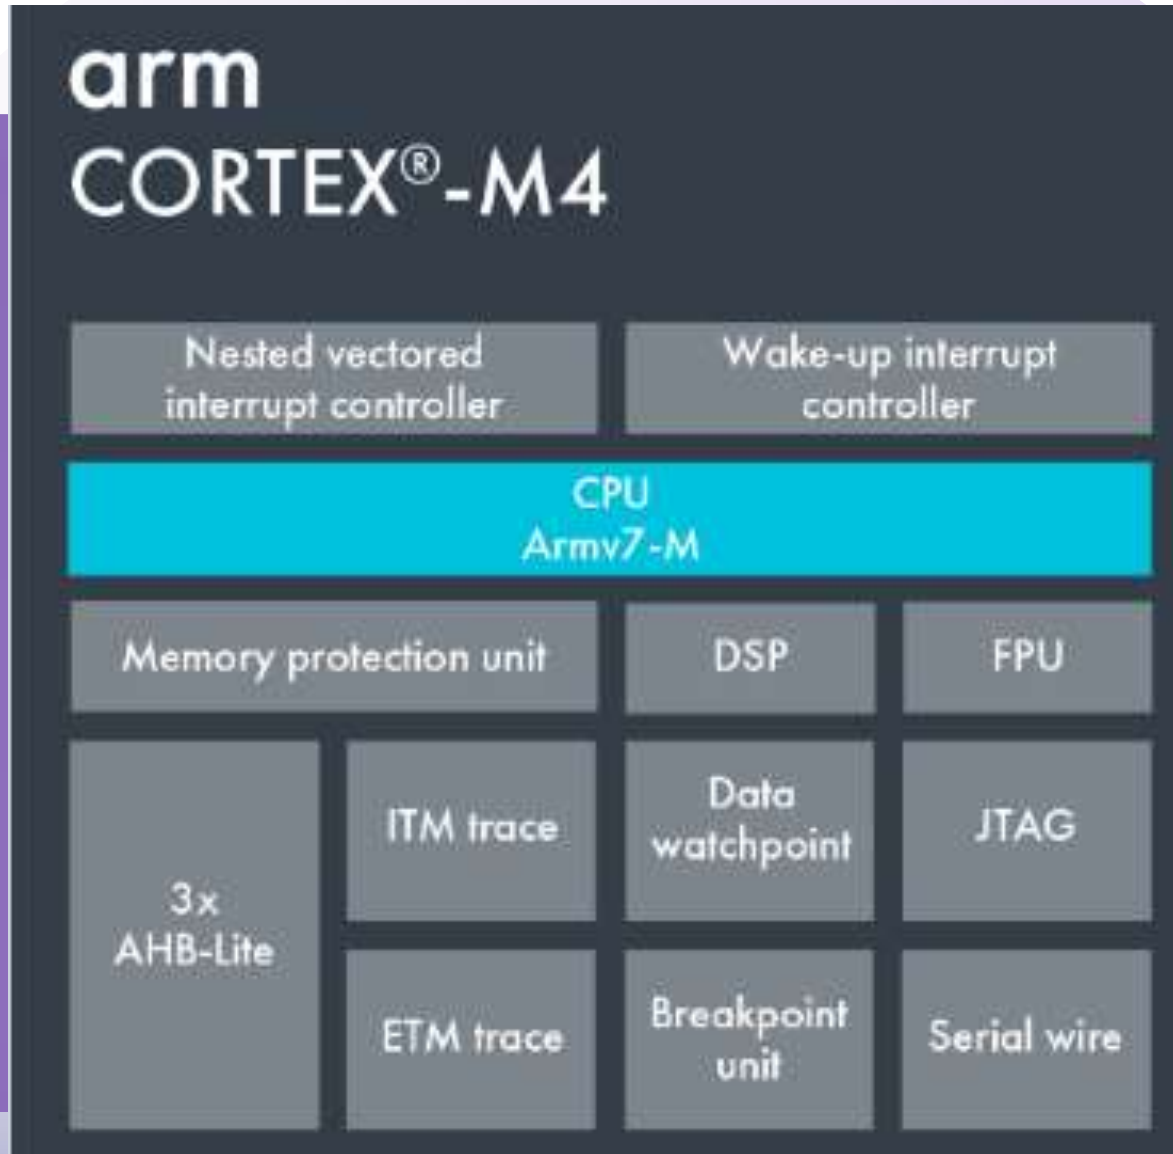 arm
CORTEX®-M4
Nested vectored
interrupt controller
Wake-up interrupt
controller
CPU
Armv7-M
Memory protection unit
DSP
FPU
3x
AHB-Lite
ITM trace
Data
watchpoint
JTAG
ETM trace
Breakpoint
unit
Serial wire